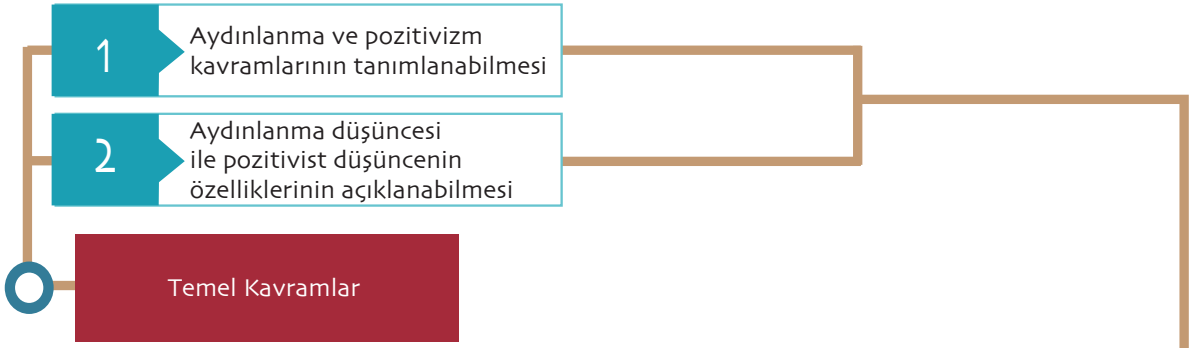 1
Aydınlanma ve pozitivizm
kavramlarının tanımlanabilmesi
2
Aydınlanma düşüncesi
ile pozitivist düşüncenin
özelliklerinin açıklanabilmesi
Temel Kavramlar